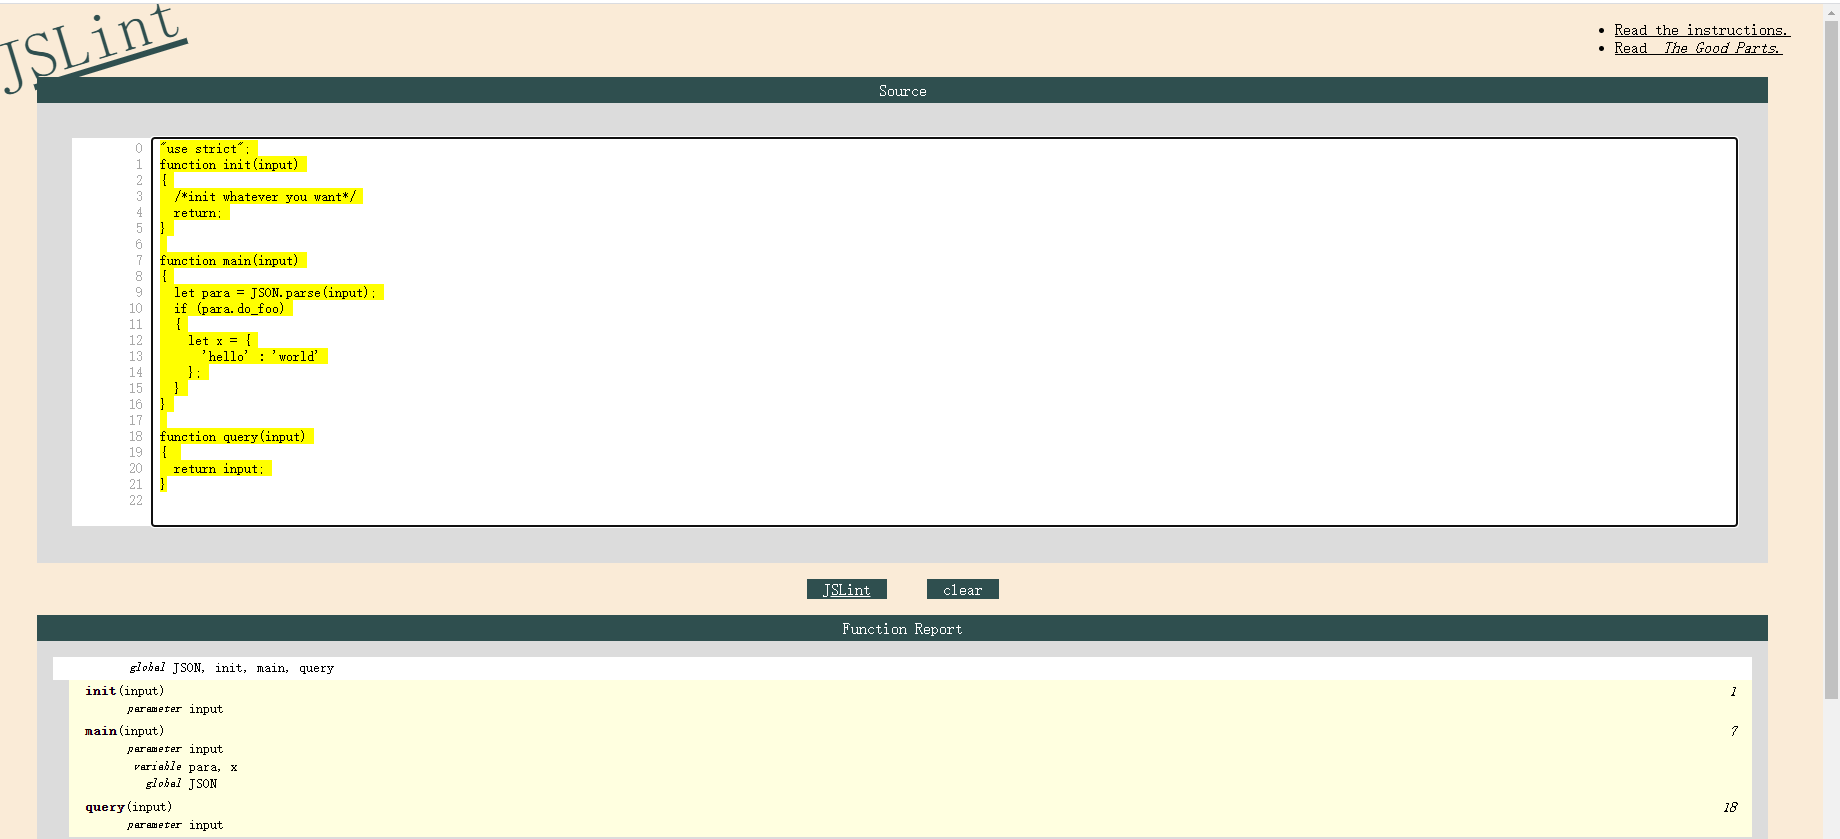 JSLint
Read the instructions.
Read The Good Parts.
Source
0 "use strict";
1 function init(input)
2 {
3 /*init whatever you want*/
4 return;
5 }
6
7 function main(input)
8 {
9 let para = JSON.parse(input);
10 if (para.do_foo)
11 {
12 let x = {
13 'hello' : 'world'
14 };
15 }
16 }
17
18 function query(input)
19 {
20 return input;
21 }
22
JSLint clear
Function Report
global JSON, init, main, query
init(input) 1
parameter input
main(input) 7
parameter input
variable para, x
global JSON
query(input) 18
parameter input